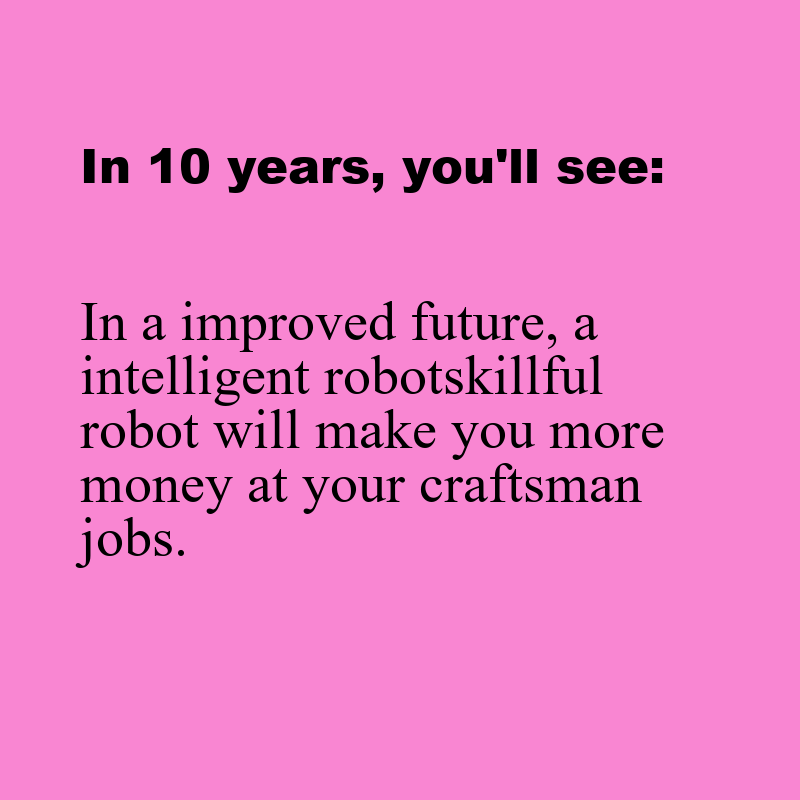 In 10 years, you'll see:
In a improved future, a
intelligent robotskillful
robot will make you more
money at your craftsman
jobs.